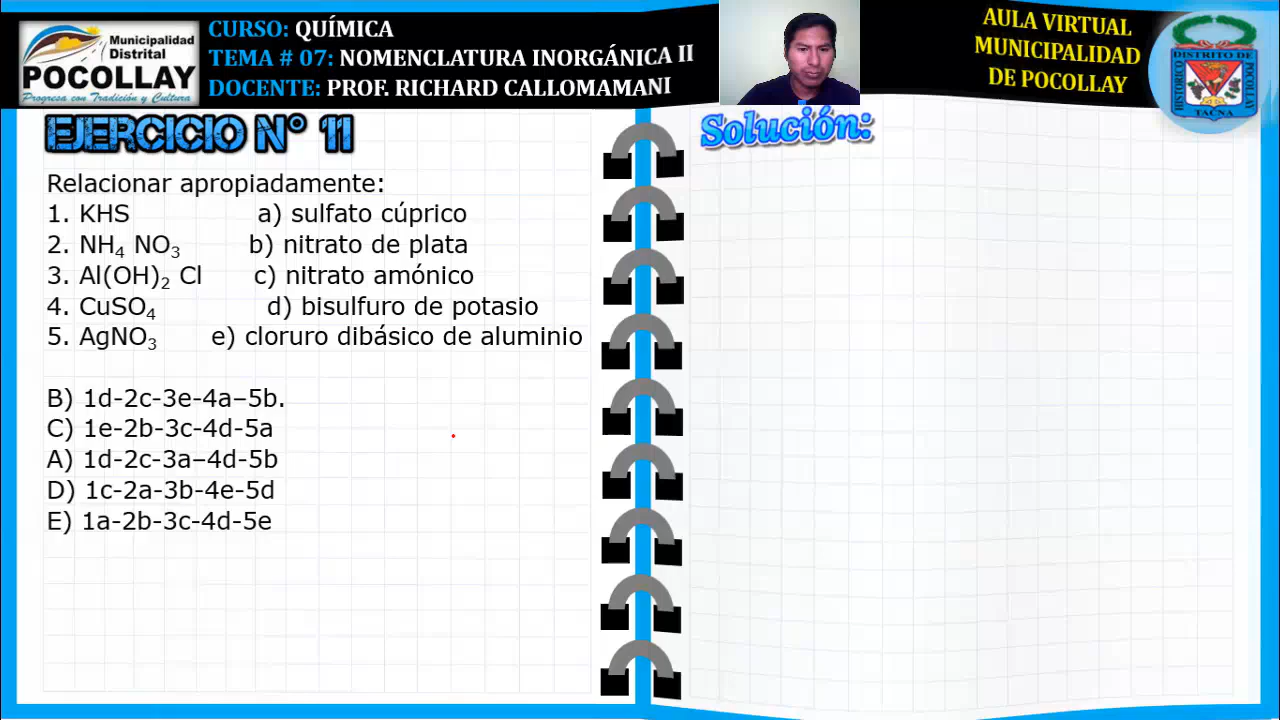 Municipalidad
Distrital
POCOLLAY
Progresa con Tradición y Cultura
CURSO: QUÍMICA
TEMA # 07: NOMENCLATURA INORGÁNICA II
DOCENTE: PROF. RICHARD CALLOMAMANI
AULA VIRTUAL
MUNICIPALIDAD
DE POCOLLAY
DISTRITO DE POCOLLAY
HISTORICO
TACNA
EJERCICIO N° 11
Relacionar apropiadamente:
1. KHS a) sulfato cúprico
2. NH₄ NO₃ b) nitrato de plata
3. Al(OH)₂ Cl c) nitrato amónico
4. CuSO₄ d) bisulfuro de potasio
5. AgNO₃ e) cloruro dibásico de aluminio
B) 1d-2c-3e-4a–5b.
C) 1e-2b-3c-4d-5a
A) 1d-2c-3a–4d-5b
D) 1c-2a-3b-4e-5d
E) 1a-2b-3c-4d-5e
Solución: